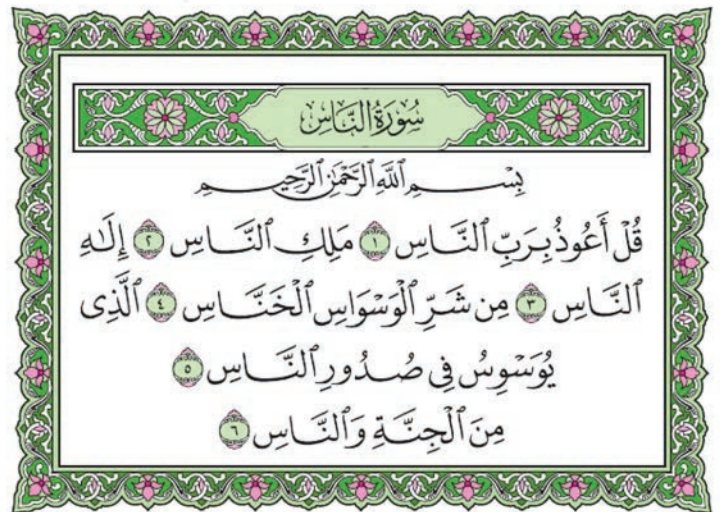 سُورَةُ النَّاسِ
بِسْمِ ٱللَّهِ ٱلرَّحْمَٰنِ ٱلرَّحِيمِ
قُلْ أَعُوذُ بِرَبِّ ٱلنَّاسِ ١ مَلِكِ ٱلنَّاسِ ٢ إِلَٰهِ
ٱلنَّاسِ ٣ مِن شَرِّ ٱلْوَسْوَاسِ ٱلْخَنَّاسِ ٤ ٱلَّذِى
يُوَسْوِسُ فِى صُدُورِ ٱلنَّاسِ ٥
مِنَ ٱلْجِنَّةِ وَٱلنَّاسِ ٦